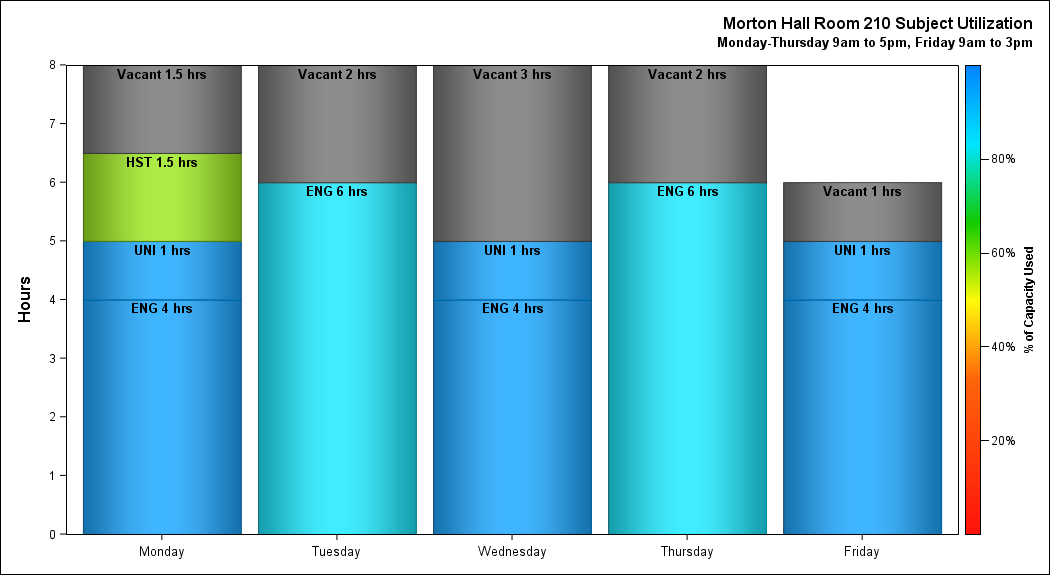 Morton Hall Room 210 Subject Utilization
Monday-Thursday 9am to 5pm, Friday 9am to 3pm
Hours
8
7
6
5
4
3
2
1
0
Vacant 1.5 hrs
HST 1.5 hrs
UNI 1 hrs
ENG 4 hrs
Vacant 2 hrs
ENG 6 hrs
Vacant 3 hrs
UNI 1 hrs
ENG 4 hrs
Vacant 2 hrs
ENG 6 hrs
Vacant 1 hrs
UNI 1 hrs
ENG 4 hrs
Monday
Tuesday
Wednesday
Thursday
Friday
80%
60%
40%
20%
% of Capacity Used